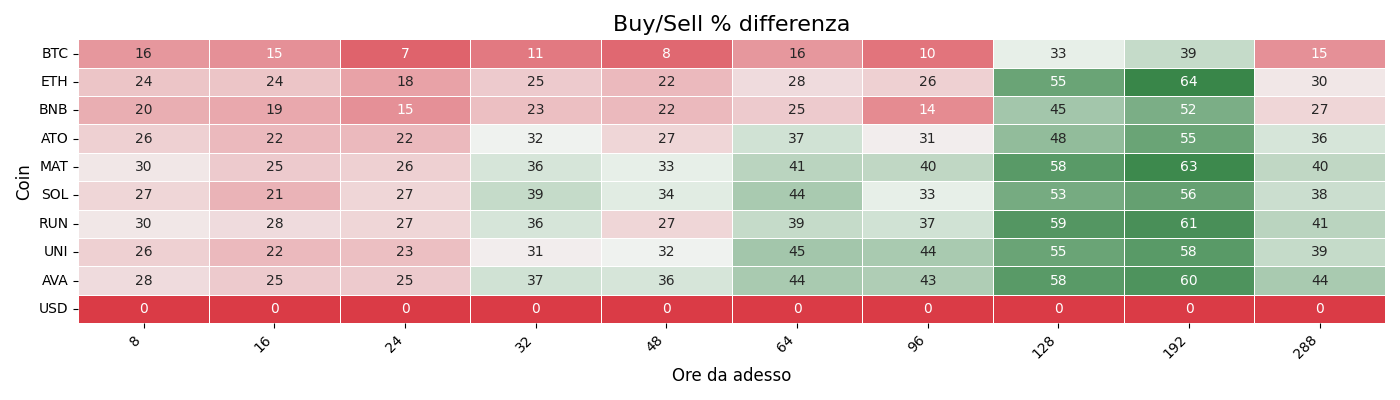 Buy/Sell % differenza
Coin
BTC 16 15 7 11 8 16 10 33 39 15
ETH 24 24 18 25 22 28 26 55 64 30
BNB 20 19 15 23 22 25 14 45 52 27
ATO 26 22 22 32 27 37 31 48 55 36
MAT 30 25 26 36 33 41 40 58 63 40
SOL 27 21 27 39 34 44 33 53 56 38
RUN 30 28 27 36 27 39 37 59 61 41
UNI 26 22 23 31 32 45 44 55 58 39
AVA 28 25 25 37 36 44 43 58 60 44
USD 0 0 0 0 0 0 0 0 0 0
8 16 24 32 48 64 96 128 192 288
Ore da adesso